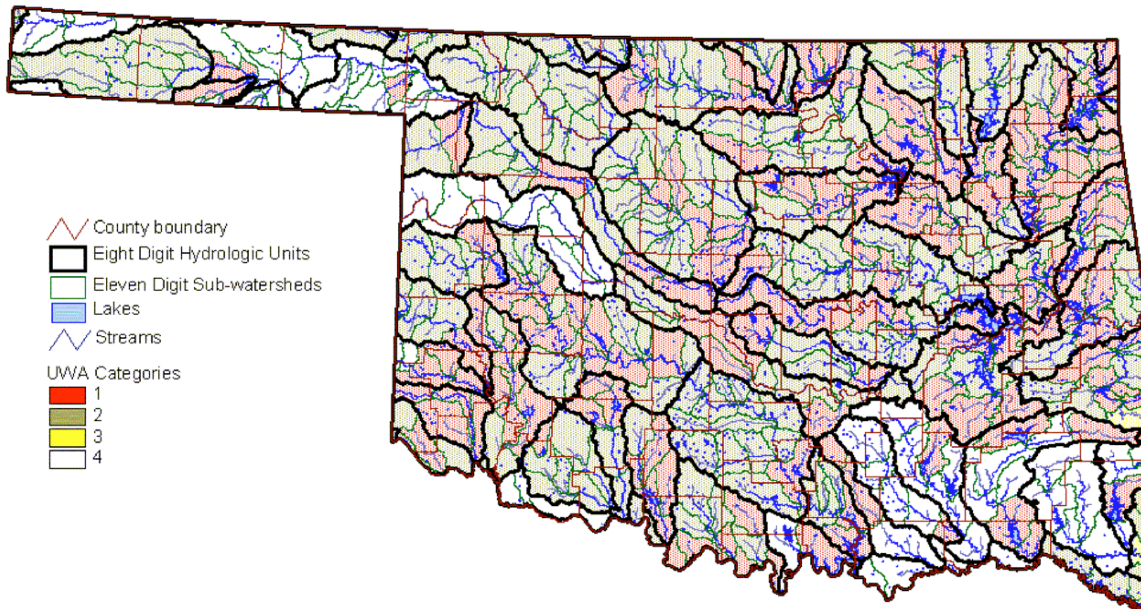 County boundary
Eight Digit Hydrologic Units
Eleven Digit Sub-watersheds
Lakes
Streams
UWA Categories
1
2
3
4